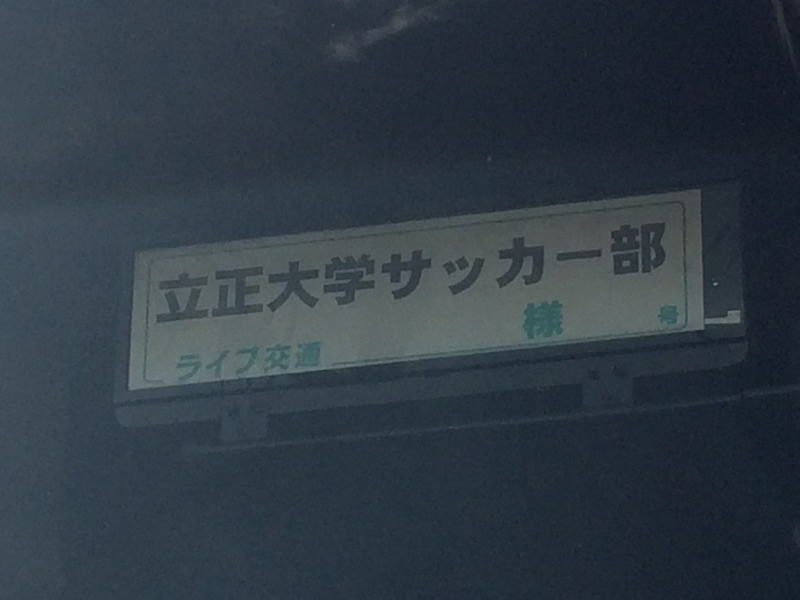 立正大学サッカー部
様 号
ライブ交通